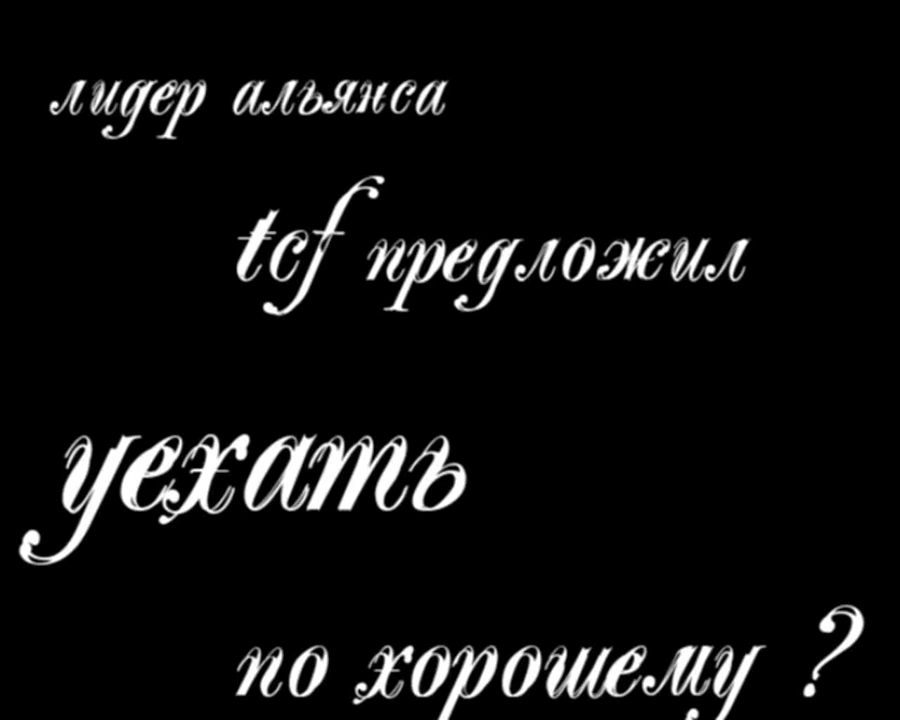 лидер альянса
tcf предложил
уехать
по хорошему ?